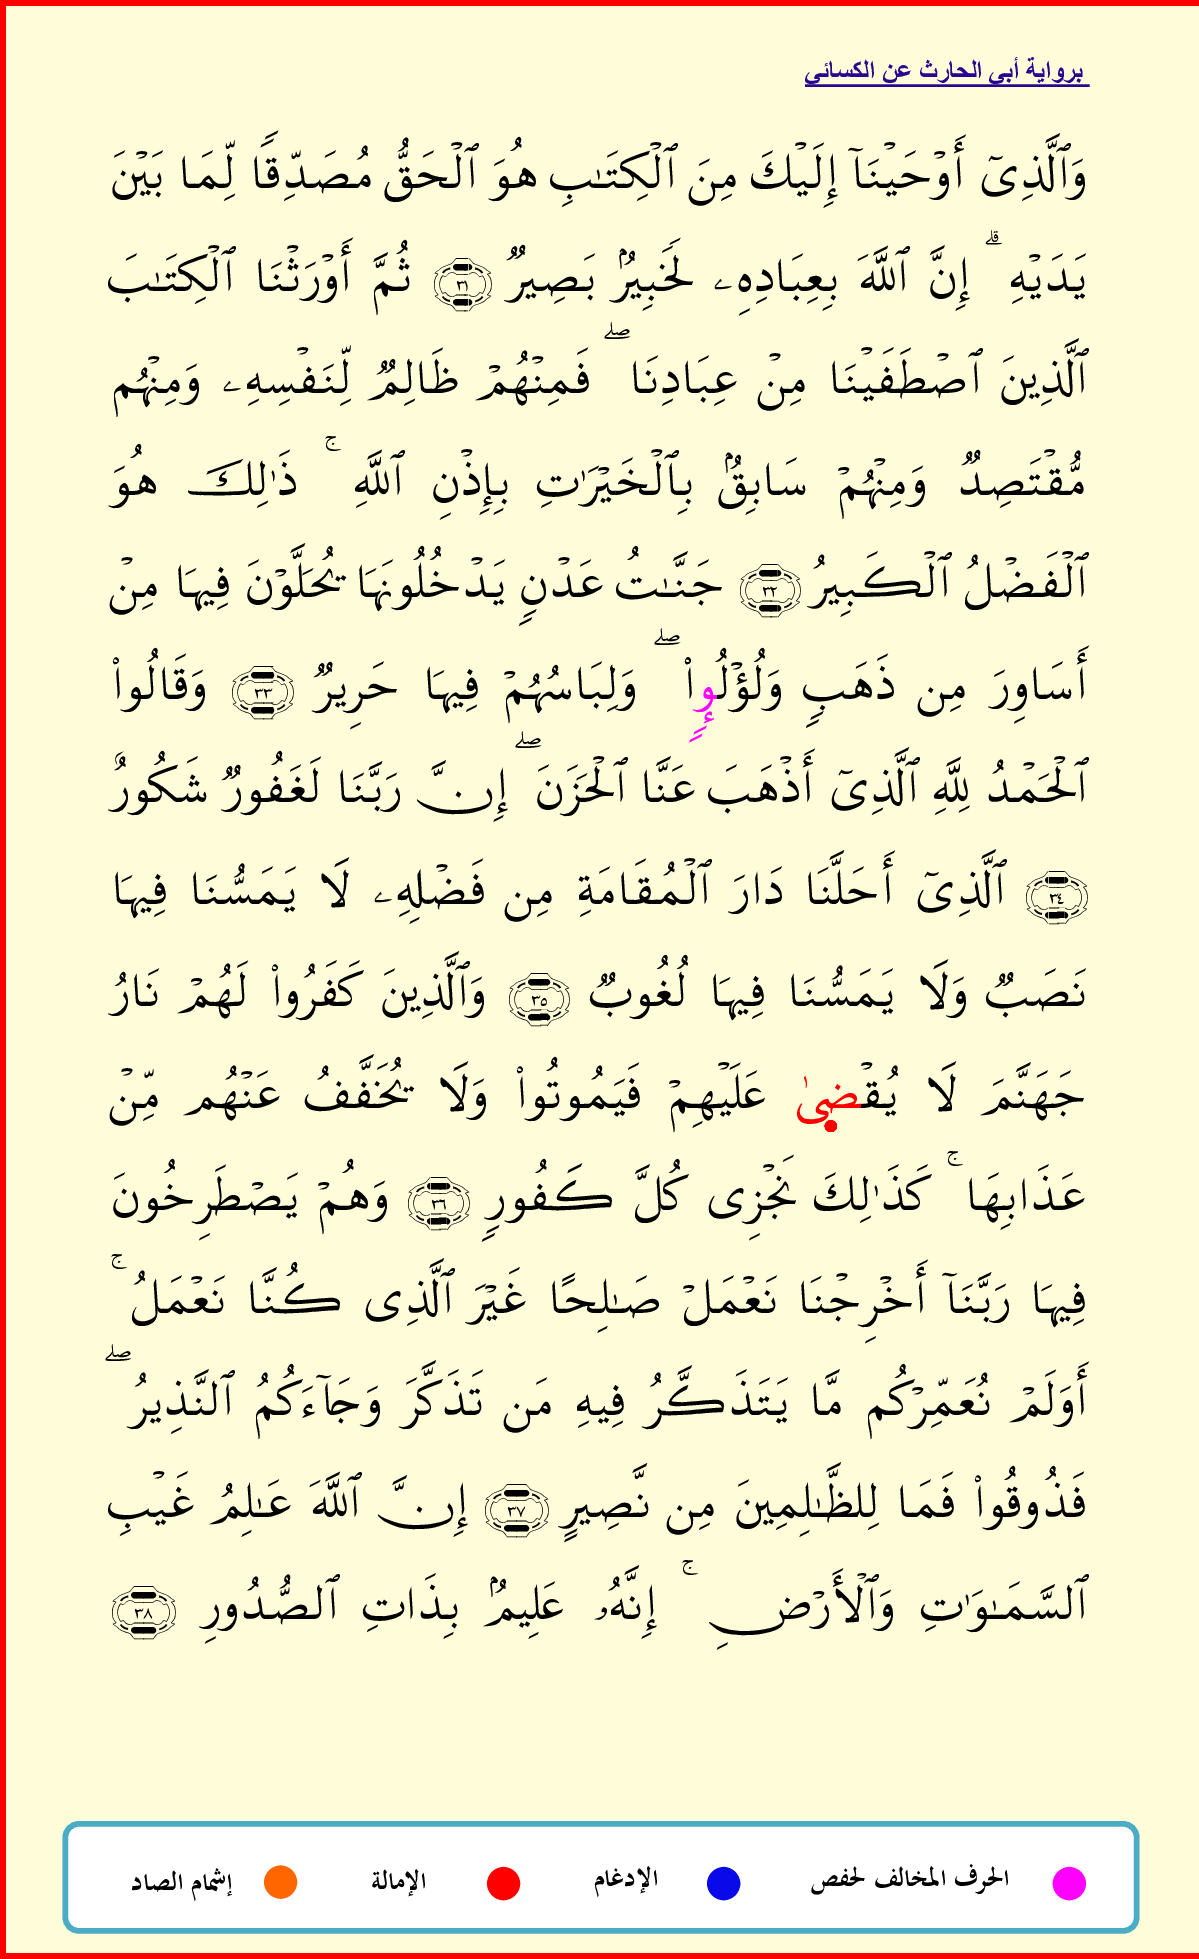 برواية أبي الحارث عن الكسائي
وَٱلَّذِىٓ أَوۡحَيۡنَآ إِلَيۡكَ مِنَ ٱلۡكِتَـٰبِ هُوَ ٱلۡحَقُّ مُصَدِّقًا لِّمَا بَيۡنَ
يَدَيۡهِۗ إِنَّ ٱللَّهَ بِعِبَادِهِۦ لَخَبِيرُۢ بَصِيرٌ ٣١ ثُمَّ أَوۡرَثۡنَا ٱلۡكِتَـٰبَ
ٱلَّذِينَ ٱصۡطَفَيۡنَا مِنۡ عِبَادِنَاۖ فَمِنۡهُمۡ ظَالِمٌ لِّنَفۡسِهِۦ وَمِنۡهُم
مُّقۡتَصِدٌ وَمِنۡهُمۡ سَابِقُۢ بِٱلۡخَيۡرَٰتِ بِإِذۡنِ ٱللَّهِۚ ذَٰلِكَ هُوَ
ٱلۡفَضۡلُ ٱلۡكَبِيرُ ٣٢ جَنَّـٰتُ عَدۡنٍ يَدۡخُلُونَهَا يُحَلَّوۡنَ فِيهَا مِنۡ
أَسَاوِرَ مِن ذَهَبٍ وَلُؤۡلُوٍٕاْۖ وَلِبَاسُهُمۡ فِيهَا حَرِيرٌ ٣٣ وَقَالُواْ
ٱلۡحَمۡدُ لِلَّهِ ٱلَّذِىٓ أَذۡهَبَ عَنَّا ٱلۡحَزَنَۖ إِنَّ رَبَّنَا لَغَفُورٌ شَكُورٌ
٣٤ ٱلَّذِىٓ أَحَلَّنَا دَارَ ٱلۡمُقَامَةِ مِن فَضۡلِهِۦ لَا يَمَسُّنَا فِيهَا
نَصَبٌ وَلَا يَمَسُّنَا فِيهَا لُغُوبٌ ٣٥ وَٱلَّذِينَ كَفَرُواْ لَهُمۡ نَارُ
جَهَنَّمَ لَا يُقۡضىٰ عَلَيۡهِمۡ فَيَمُوتُواْ وَلَا يُخَفَّفُ عَنۡهُم مِّنۡ
عَذَابِهَاۚ كَذَٰلِكَ نَجۡزِى كُلَّ كَفُورٍ ٣٦ وَهُمۡ يَصۡطَرِخُونَ
فِيهَا رَبَّنَآ أَخۡرِجۡنَا نَعۡمَلۡ صَـٰلِحًا غَيۡرَ ٱلَّذِى كُنَّا نَعۡمَلُۚ
أَوَلَمۡ نُعَمِّرۡكُم مَّا يَتَذَكَّرُ فِيهِ مَن تَذَكَّرَ وَجَآءَكُمُ ٱلنَّذِيرُۖ
فَذُوقُواْ فَمَا لِلظَّـٰلِمِينَ مِن نَّصِيرٍ ٣٧ إِنَّ ٱللَّهَ عَـٰلِمُ غَيۡبِ
ٱلسَّمَـٰوَٰتِ وَٱلۡأَرۡضِۚ إِنَّهُۥ عَلِيمُۢ بِذَاتِ ٱلصُّدُورِ ٣٨
الحرف المخالف لحفص الإدغام الإمالة إشمام الصاد